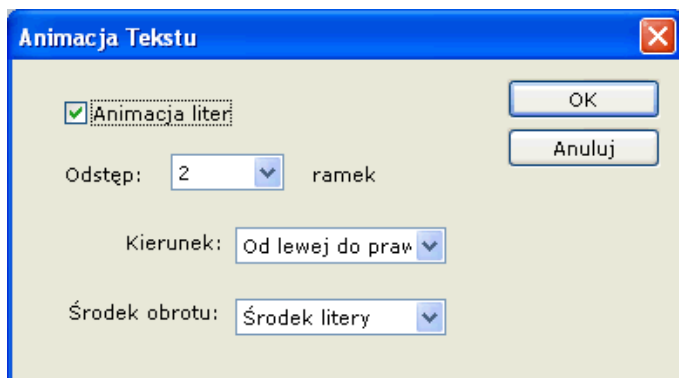 Animacja Tekstu
Animacja liter
OK
Anuluj
Odstęp: 2 ramek
Kierunek: Od lewej do praw
Środek obrotu: Środek litery